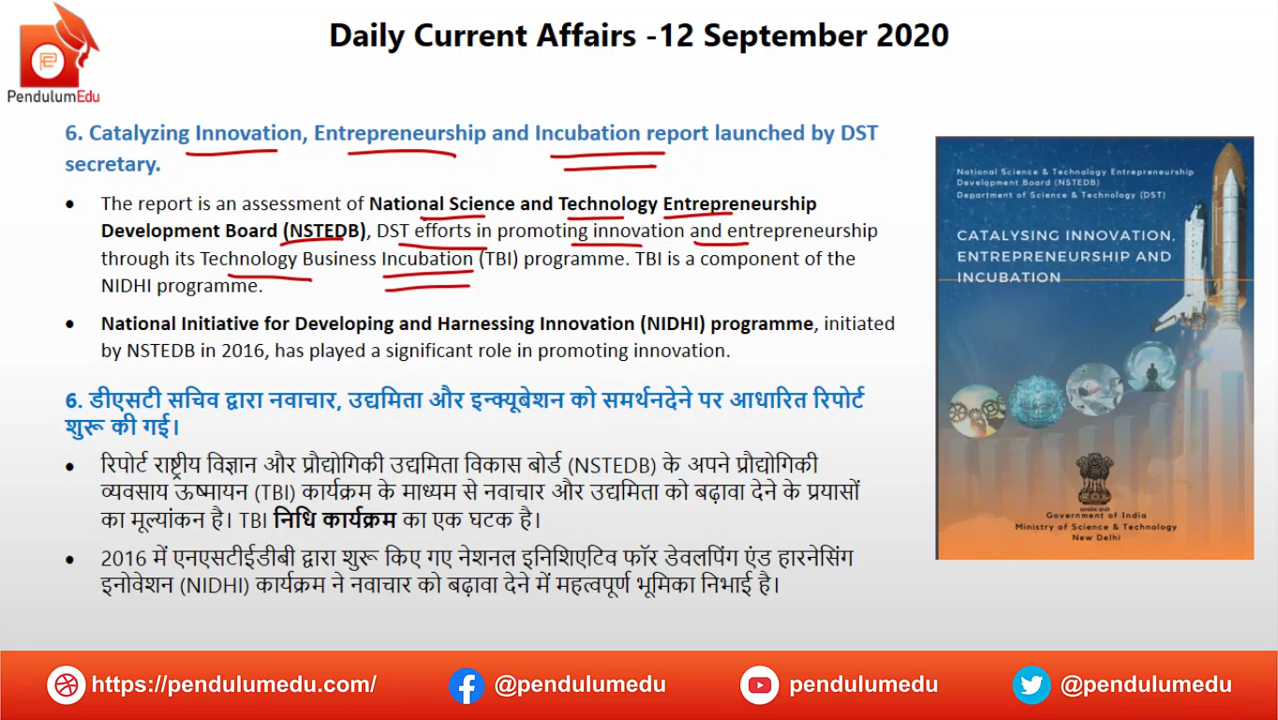 Daily Current Affairs -12 September 2020
PendulumEdu
6. Catalyzing Innovation, Entrepreneurship and Incubation report launched by DST
secretary.
• The report is an assessment of National Science and Technology Entrepreneurship
Development Board (NSTEDB), DST efforts in promoting innovation and entrepreneurship
through its Technology Business Incubation (TBI) programme. TBI is a component of the
NIDHI programme.
• National Initiative for Developing and Harnessing Innovation (NIDHI) programme, initiated
by NSTEDB in 2016, has played a significant role in promoting innovation.
6. डीएसटी सचिव द्वारा नवाचार, उद्यमिता और इन्क्यूबेशन को समर्थनदेने पर आधारित रिपोर्ट
शुरू की गई।
• रिपोर्ट राष्ट्रीय विज्ञान और प्रौद्योगिकी उद्यमिता विकास बोर्ड (NSTEDB) के अपने प्रौद्योगिकी
व्यवसाय ऊष्मायन (TBI) कार्यक्रम के माध्यम से नवाचार और उद्यमिता को बढ़ावा देने के प्रयासों
का मूल्यांकन है। TBI निधि कार्यक्रम का एक घटक है।
• 2016 में एनएसटीईडीबी द्वारा शुरू किए गए नेशनल इनिशिएटिव फॉर डेवलपिंग एंड हारनेसिंग
इनोवेशन (NIDHI) कार्यक्रम ने नवाचार को बढ़ावा देने में महत्वपूर्ण भूमिका निभाई है।
National Science & Technology Entrepreneurship
Development Board (NSTEDB)
Department of Science & Technology (DST)
CATALYSING INNOVATION,
ENTREPRENEURSHIP AND
INCUBATION
Government of India
Ministry of Science & Technology
New Delhi
https://pendulumedu.com/
@pendulumedu
pendulumedu
@pendulumedu